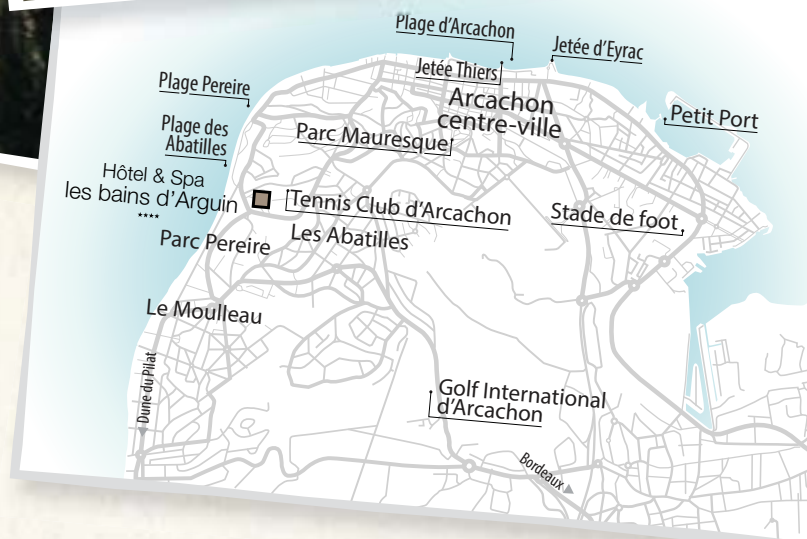 Plage d'Arcachon
Jetée d'Eyrac
Jetée Thiers
Plage Pereire
Arcachon
centre-ville
Petit Port
Plage des
Abatilles
Parc Mauresque
Hôtel & Spa
les bains d'Arguin
****
Tennis Club d'Arcachon
Stade de foot
Parc Pereire
Les Abatilles
Le Moulleau
Dune du Pilat
Golf International
d'Arcachon
Bordeaux